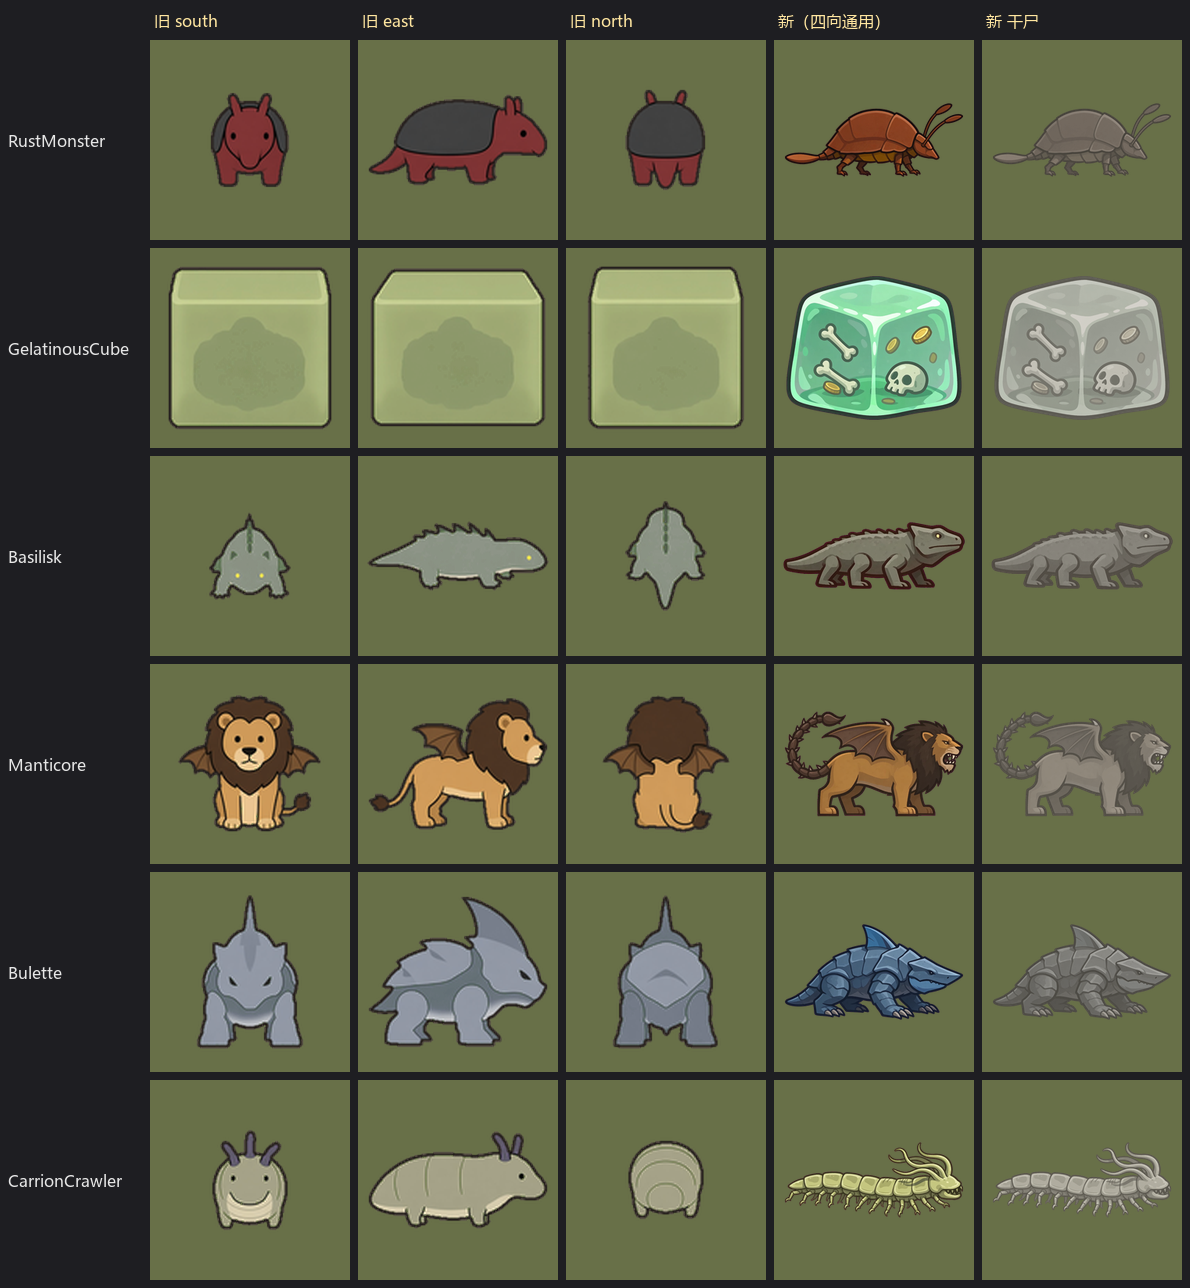 旧 south
旧 east
旧 north
新（四向通用）
新 干尸
RustMonster
GelatinousCube
Basilisk
Manticore
Bulette
CarrionCrawler